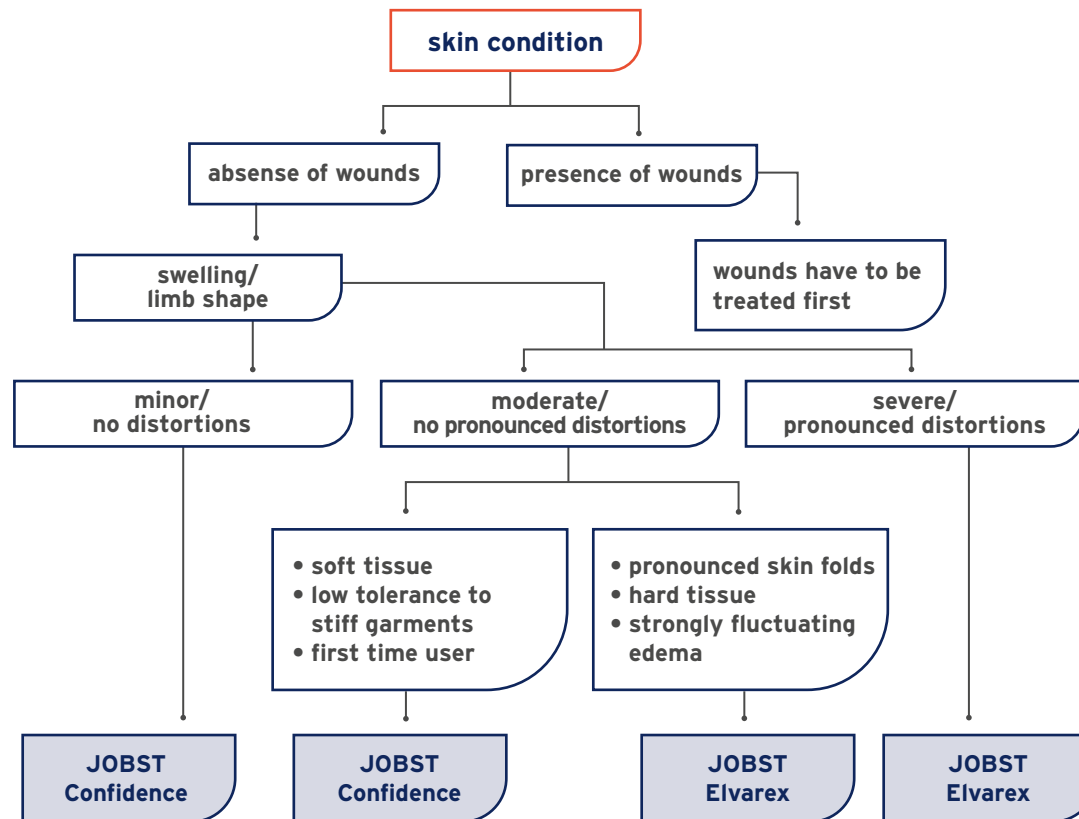 skin condition
absense of wounds
presence of wounds
swelling/
limb shape
wounds have to be
treated first
minor/
no distortions
moderate/
no pronounced distortions
severe/
pronounced distortions
• soft tissue
• low tolerance to
stiff garments
• first time user
• pronounced skin folds
• hard tissue
• strongly fluctuating
edema
JOBST
Confidence
JOBST
Confidence
JOBST
Elvarex
JOBST
Elvarex